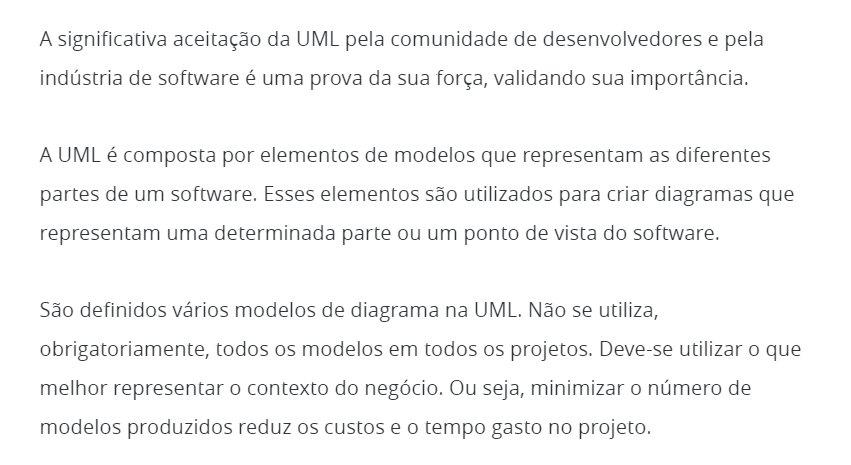 A significativa aceitação da UML pela comunidade de desenvolvedores e pela
indústria de software é uma prova da sua força, validando sua importância.
A UML é composta por elementos de modelos que representam as diferentes
partes de um software. Esses elementos são utilizados para criar diagramas que
representam uma determinada parte ou um ponto de vista do software.
São definidos vários modelos de diagrama na UML. Não se utiliza,
obrigatoriamente, todos os modelos em todos os projetos. Deve-se utilizar o que
melhor representar o contexto do negócio. Ou seja, minimizar o número de
modelos produzidos reduz os custos e o tempo gasto no projeto.